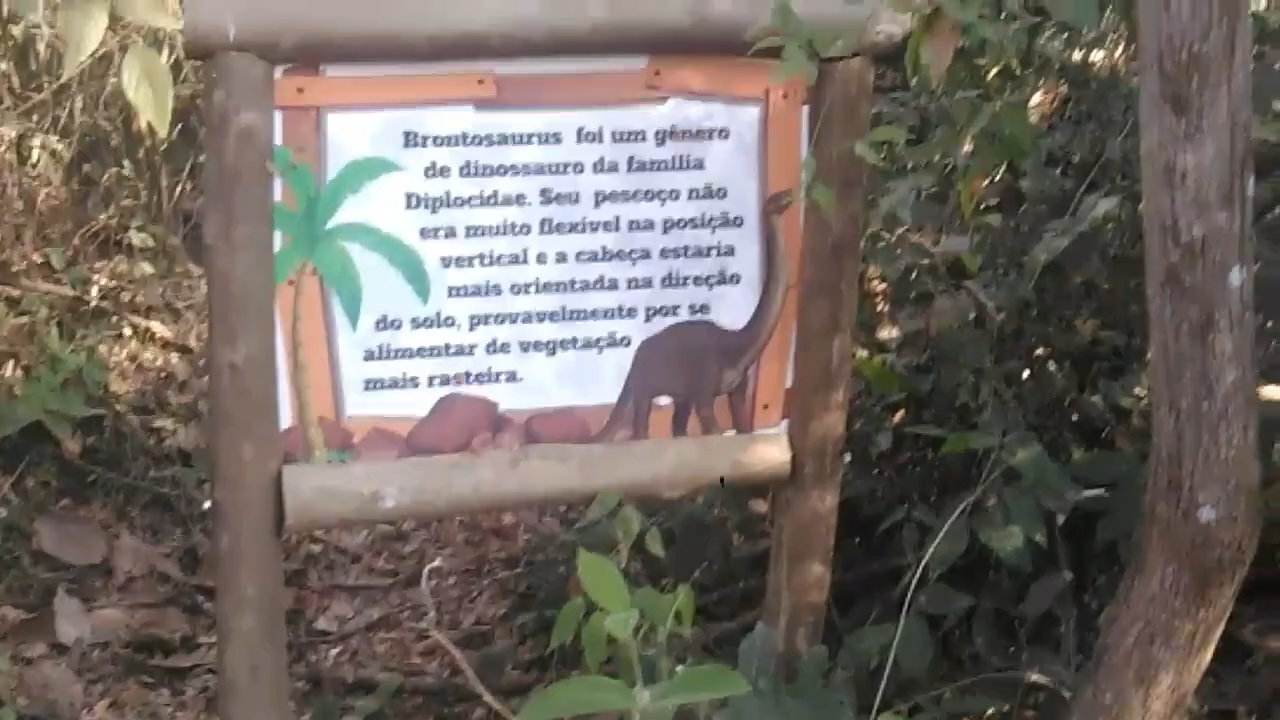 Brontosaurus foi um gênero
de dinossauro da família
Diplocidae. Seu pescoço não
era muito flexível na posição
vertical e a cabeça estaria
mais orientada na direção
do solo, provavelmente por se
alimentar de vegetação
mais rasteira.